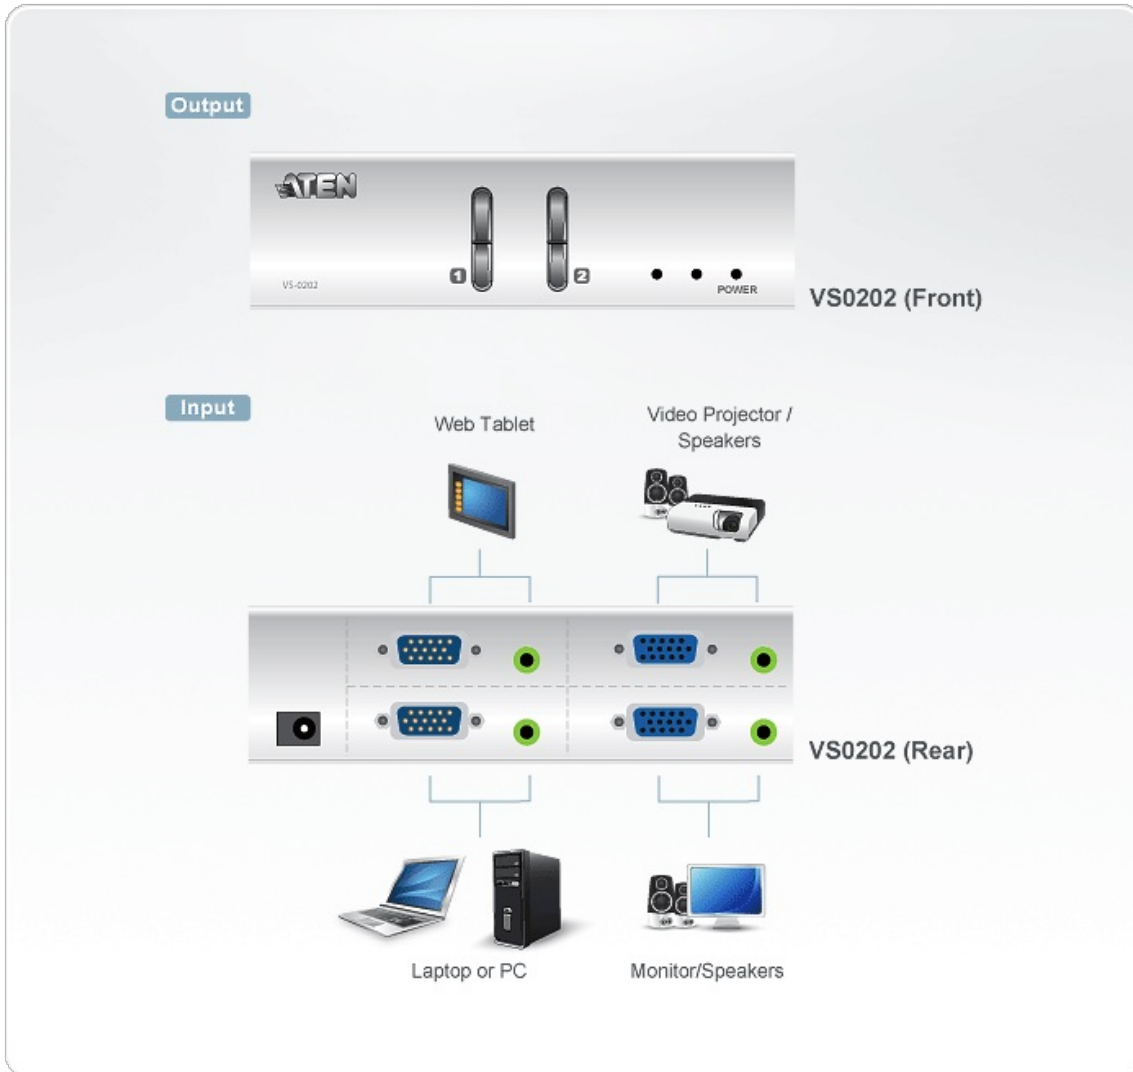 Output
ATEN
1
2
VS-0202
POWER
VS0202 (Front)
Input
Web Tablet
Video Projector /
Speakers
VS0202 (Rear)
Laptop or PC
Monitor/Speakers